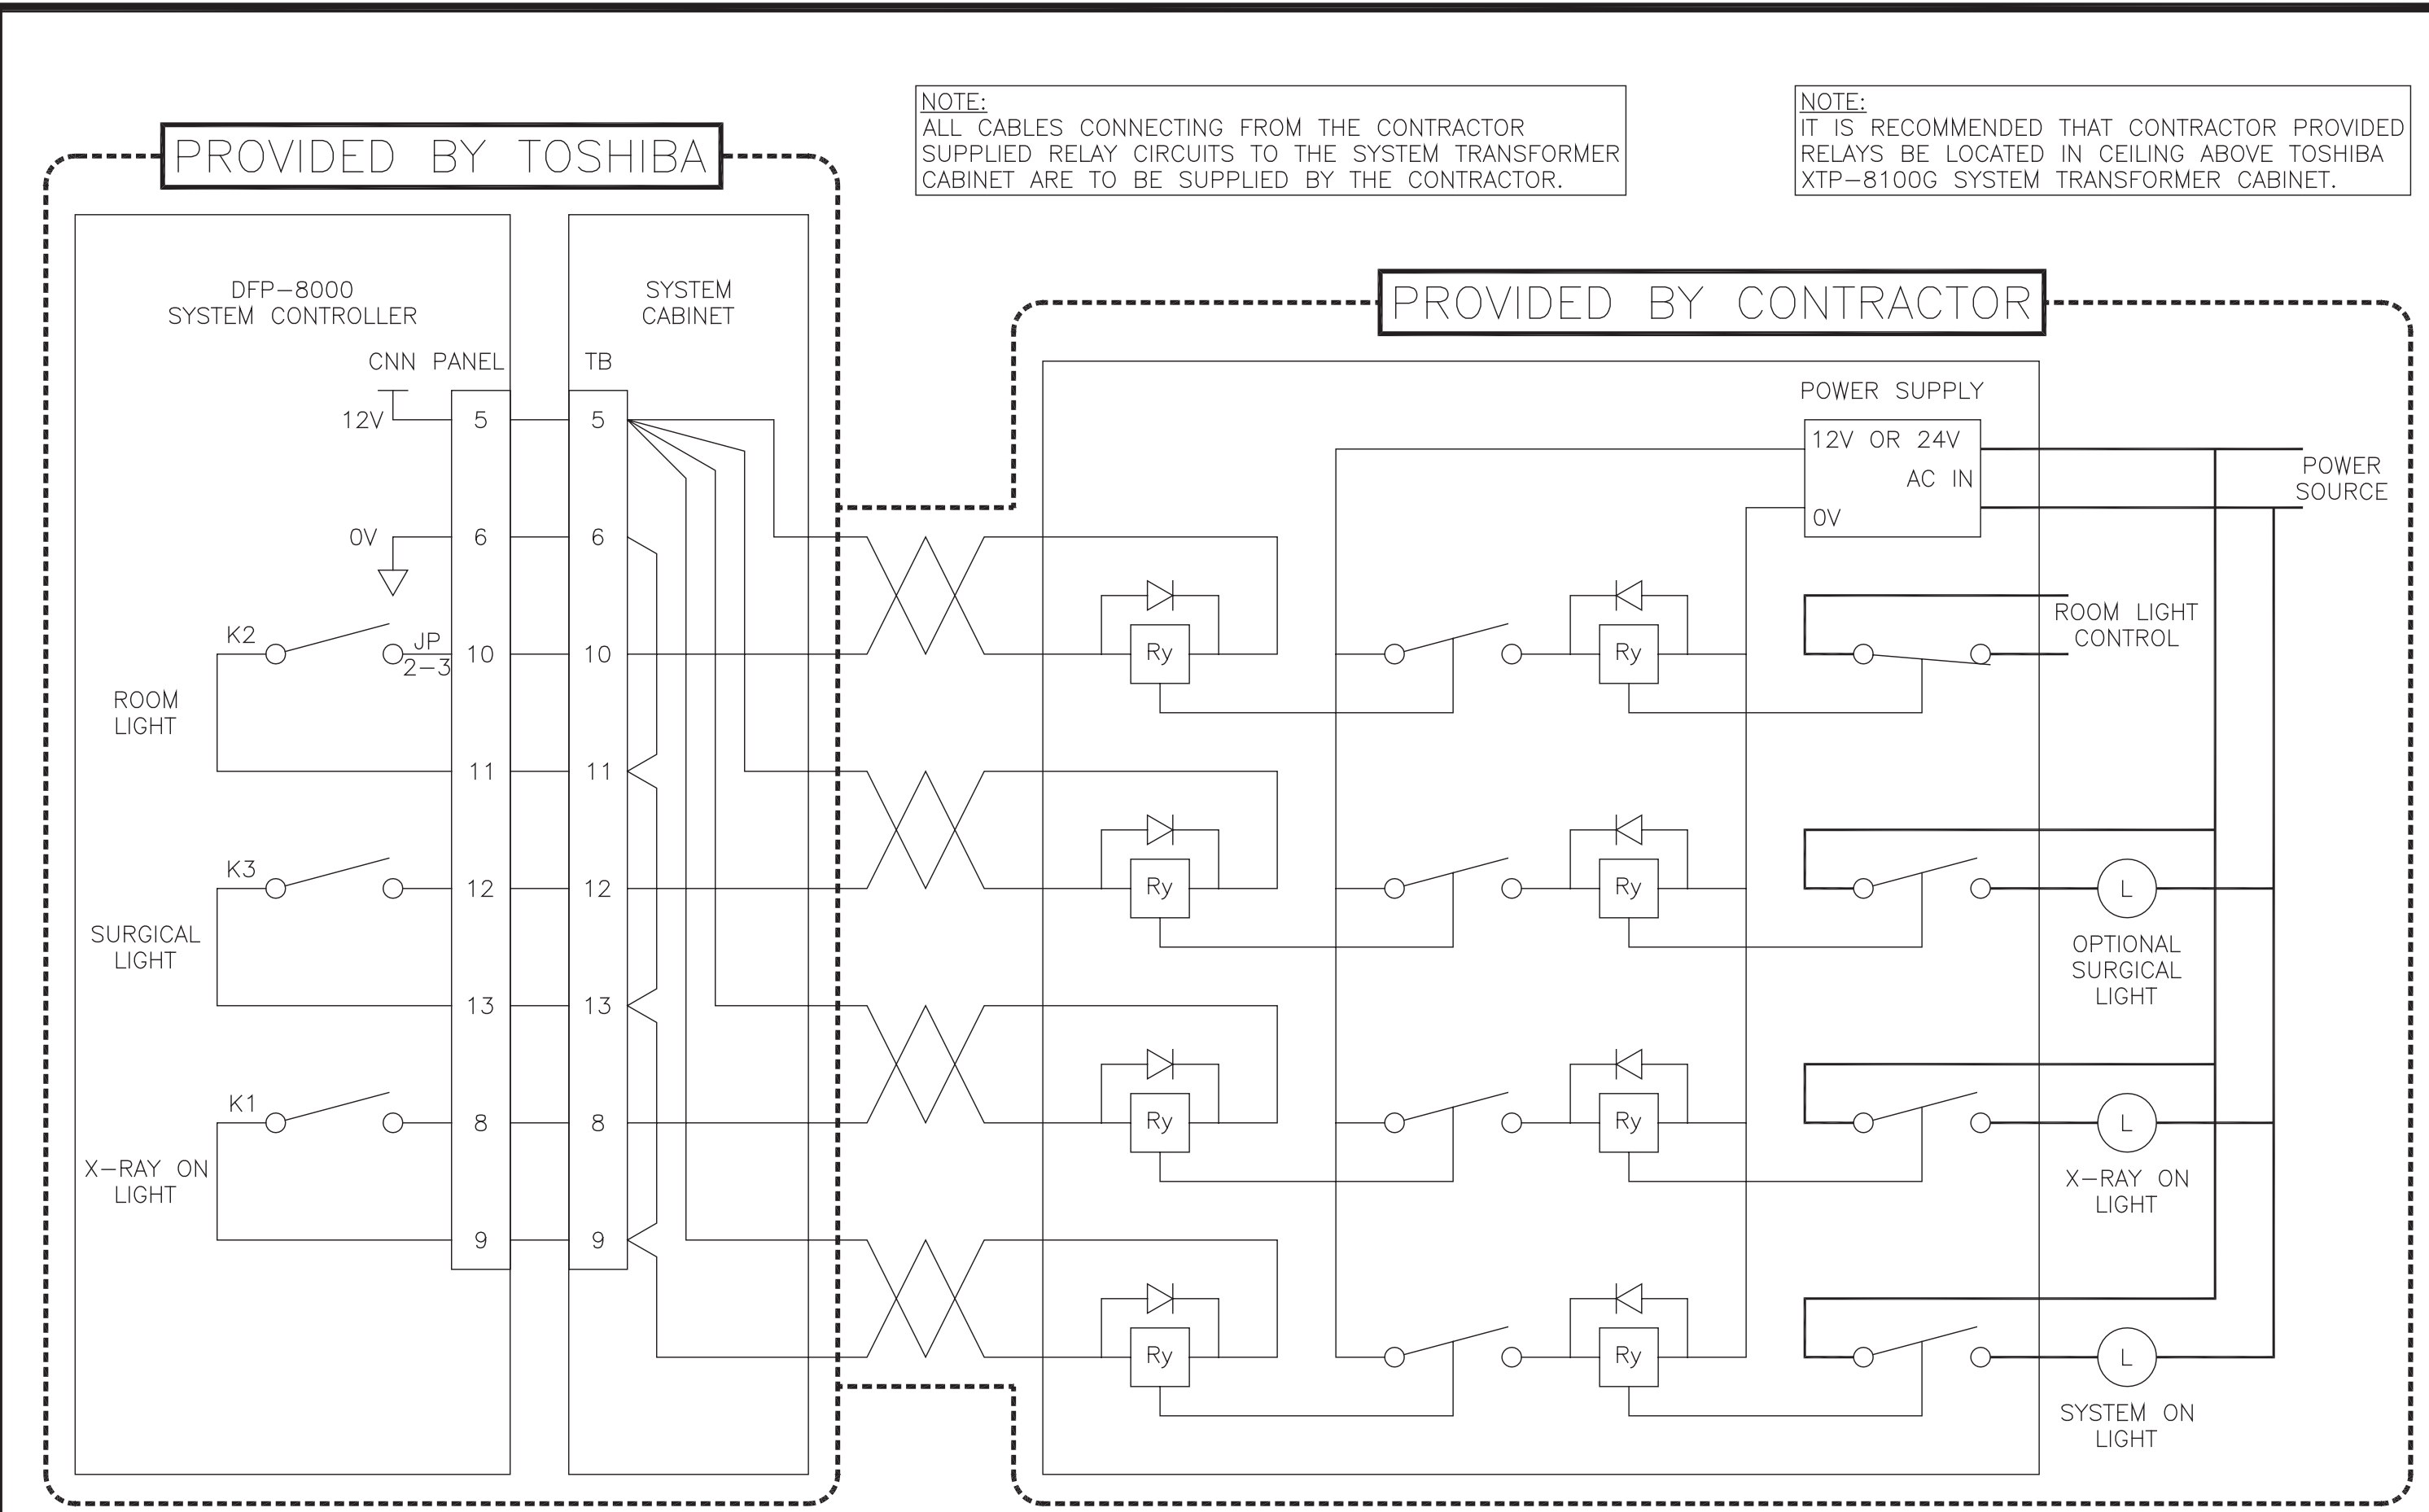 NOTE:
ALL CABLES CONNECTING FROM THE CONTRACTOR
SUPPLIED RELAY CIRCUITS TO THE SYSTEM TRANSFORMER
CABINET ARE TO BE SUPPLIED BY THE CONTRACTOR.
NOTE:
IT IS RECOMMENDED THAT CONTRACTOR PROVIDED
RELAYS BE LOCATED IN CEILING ABOVE TOSHIBA
XTP-8100G SYSTEM TRANSFORMER CABINET.
PROVIDED BY TOSHIBA
DFP-8000
SYSTEM CONTROLLER
SYSTEM
CABINET
CNN PANEL
TB
12V
5
5
0V
6
6
K2
JP
2-3
10
10
ROOM
LIGHT
11
11
K3
12
12
SURGICAL
LIGHT
13
13
K1
8
8
X-RAY ON
LIGHT
9
9
PROVIDED BY CONTRACTOR
POWER SUPPLY
12V OR 24V
AC IN
0V
POWER
SOURCE
Ry
Ry
ROOM LIGHT
CONTROL
Ry
Ry
L
OPTIONAL
SURGICAL
LIGHT
Ry
Ry
L
X-RAY ON
LIGHT
Ry
Ry
L
SYSTEM ON
LIGHT